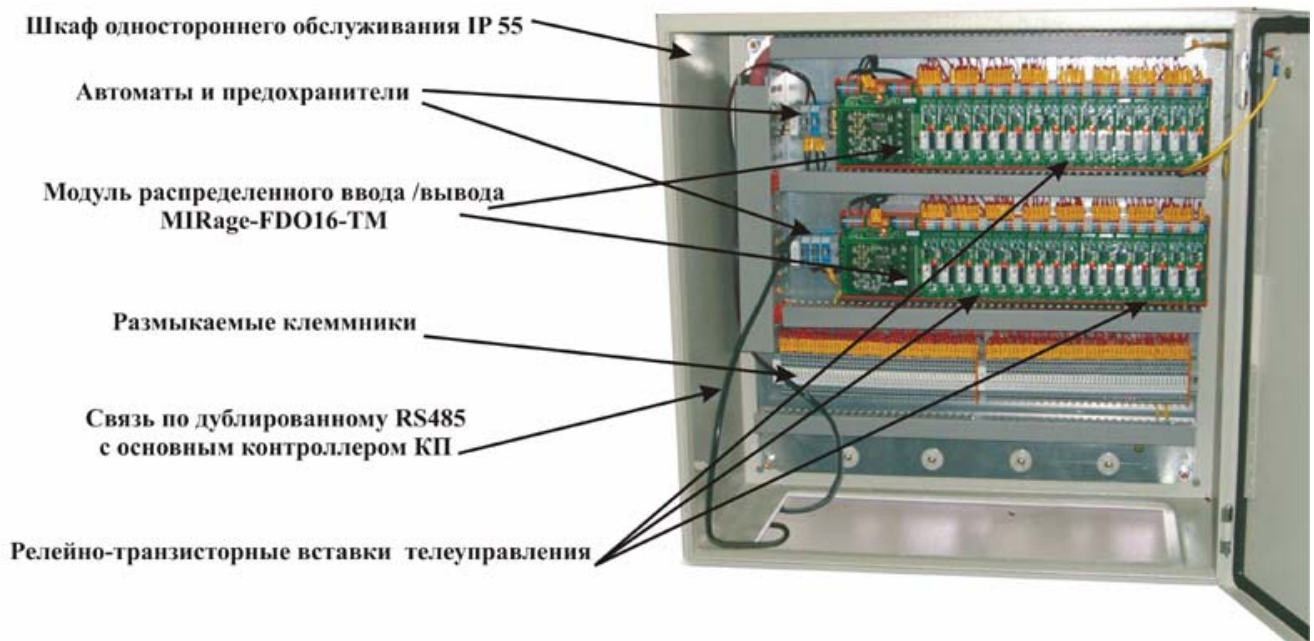 Шкаф одностороннего обслуживания IP 55
Автоматы и предохранители
Модуль распределенного ввода /вывода
MIRage-FDO16-TM
Размыкаемые клеммники
Связь по дублированному RS485
с основным контроллером КП
Релейно-транзисторные вставки телеуправления